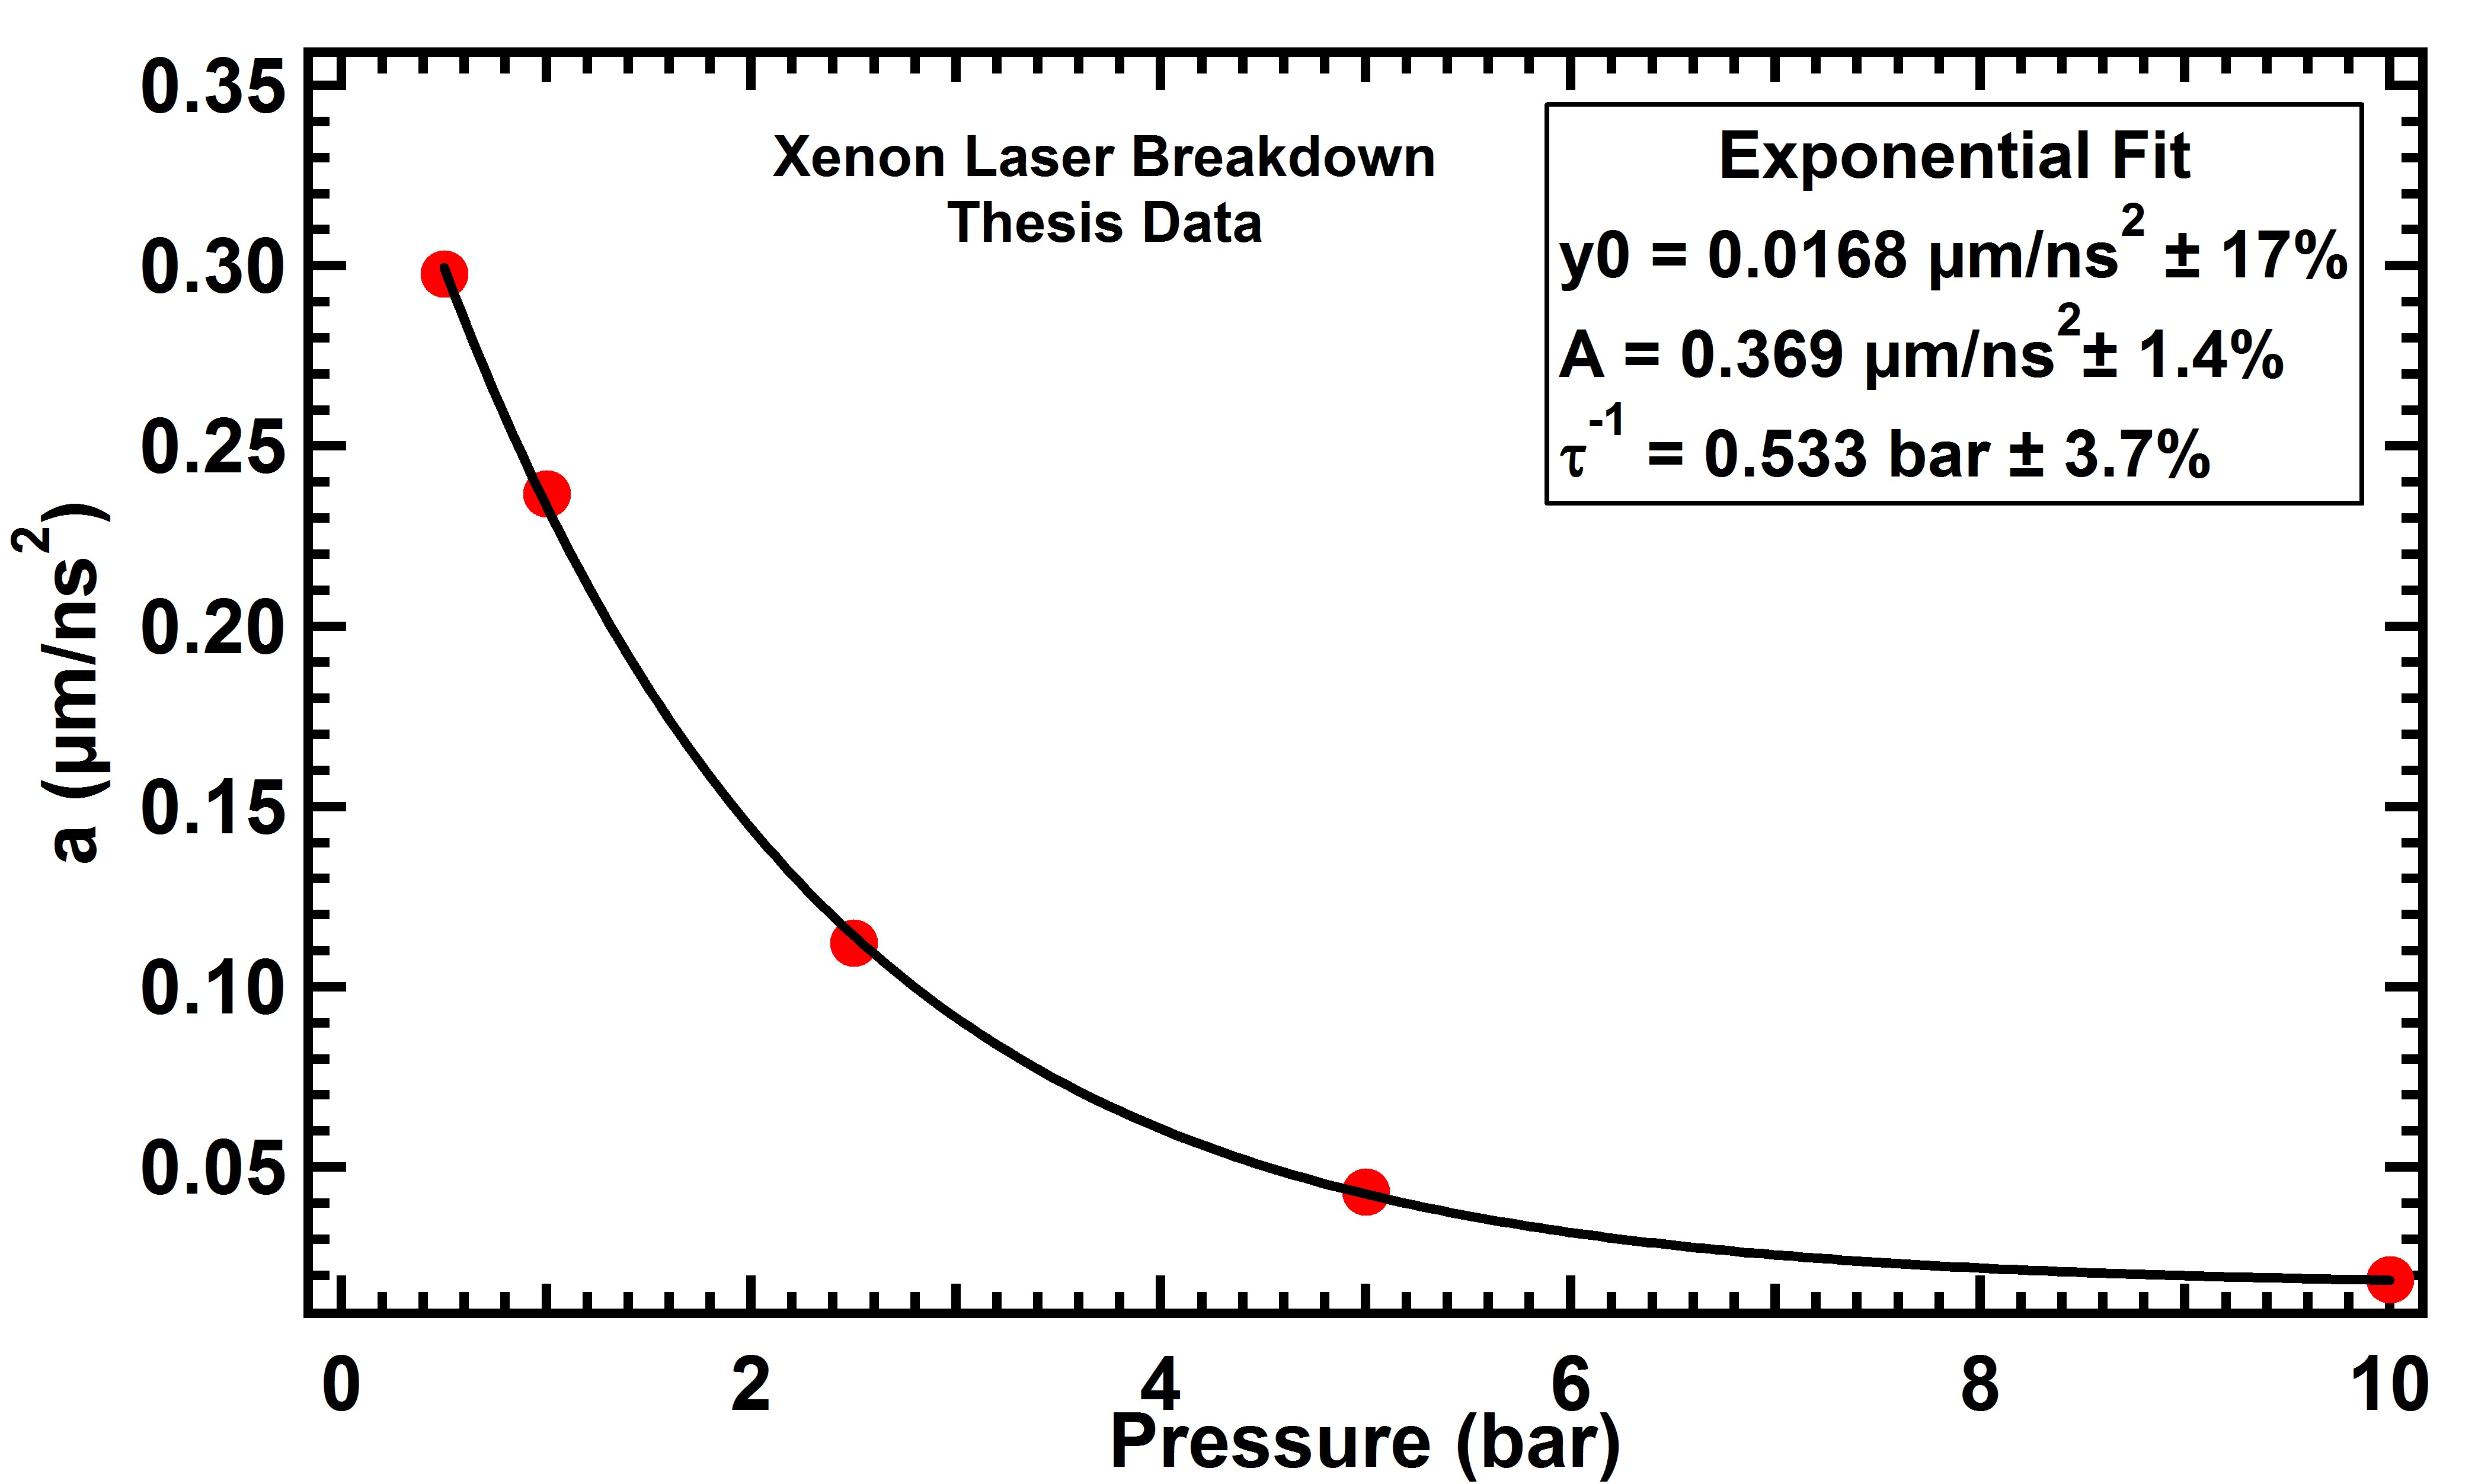 0.35
0.30
0.25
0.20
0.15
0.10
0.05
a (µm/ns²)
Xenon Laser Breakdown
Thesis Data
Exponential Fit
y0 = 0.0168 µm/ns² ± 17%
A = 0.369 µm/ns²± 1.4%
τ⁻¹ = 0.533 bar ± 3.7%
0 2 4 6 8 10
Pressure (bar)